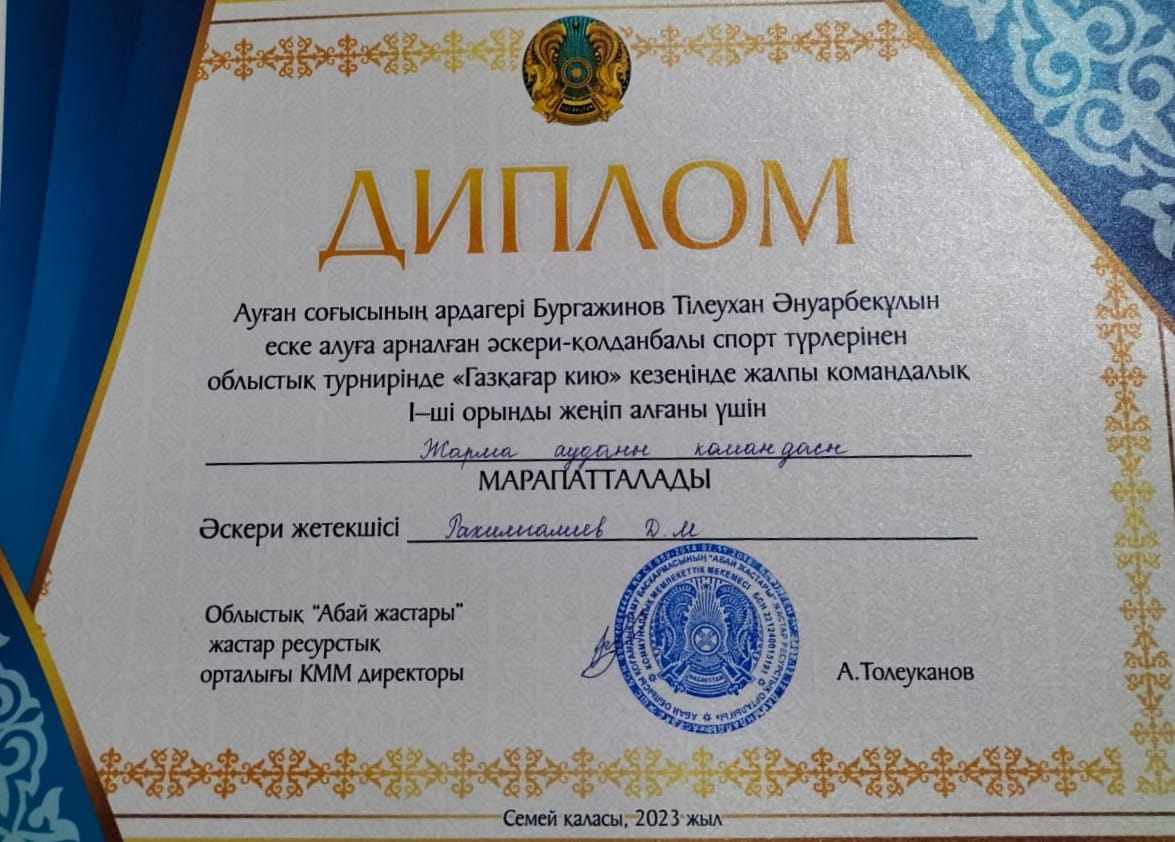 ДИПЛОМ
Ауған соғысының ардагері Бургажинов Тілеухан Әнуарбекұлын
еске алуға арналған әскери-қолданбалы спорт түрлерінен
облыстық турнирінде «Газқағар кию» кезеңінде жалпы командалық
І–ші орынды жеңіп алғаны үшін
Жарма ауданы командасы
МАРАПАТТАЛАДЫ
Әскери жетекшісі Рахимгалиев Д.М
Облыстық “Абай жастары”
жастар ресурстық
орталығы КММ директоры
А.Толеуканов
Семей қаласы, 2023 жыл